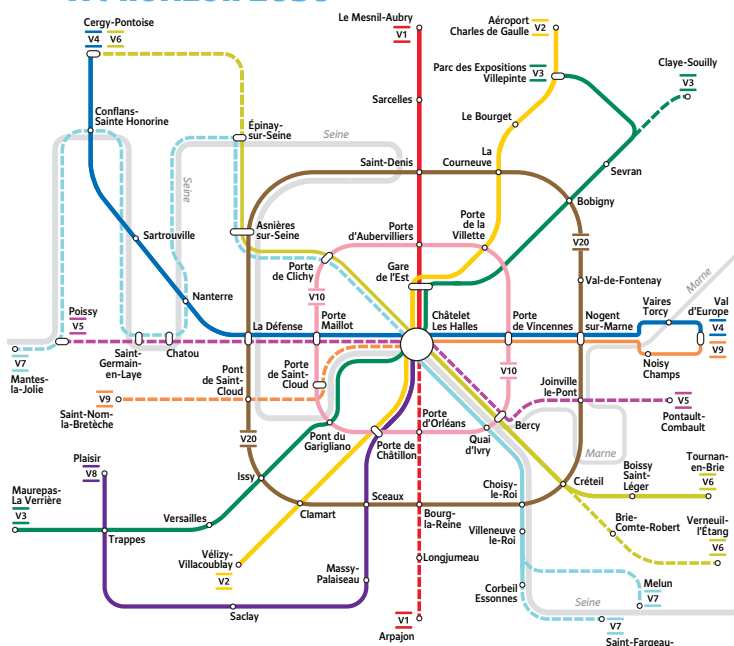 Le Mesnil-Aubry
V1
Aéroport
Charles de Gaulle
V2
Cergy-Pontoise
V4
V6
Parc des Expositions
Villepinte
V3
Claye-Souilly
V3
Sarcelles
Conflans-
Sainte Honorine
Épinay-
sur-Seine
Seine
Le Bourget
La
Courneuve
Saint-Denis
Sevran
Seine
Bobigny
Asnières
sur-Seine
Porte
d'Aubervilliers
Porte
de la
Villette
V20
Sartrouville
Porte
de Clichy
Gare
de l'Est
Val-de-Fontenay
Marne
V10
Nanterre
Poissy
V5
La Défense
Porte
Maillot
Châtelet
Les Halles
Porte
de Vincennes
Nogent
sur-Marne
Vaires
Torcy
Val
d'Europe
V4
V9
V7
Mantes-
la-Jolie
Saint-
Germain-
en-Laye
Chatou
Pont
de Saint-
Cloud
Porte
de Saint-
Cloud
V10
Noisy
Champs
Joinville
le-Pont
V9
Saint-Nom-
la-Bretèche
V5
Pontault-
Combault
Porte
d'Orléans
Bercy
V20
Pont du
Garigliano
Porte de
Châtillon
Quai
d'Ivry
Marne
Plaisir
V8
Tournan-
en-Brie
V6
Issy
Créteil
Boissy
Saint-
Léger
Maurepas-
La Verrière
V3
Choisy-
le-Roi
Sceaux
Bourg-
la-Reine
Clamart
Versailles
Trappes
Brie-
Comte-Robert
Verneuil-
l'Étang
V6
Villeneuve
le-Roi
Vélizy-
Villacoublay
V2
Longjumeau
Massy-
Palaiseau
Corbeil
Essonnes
Melun
V7
Saclay
Seine
V1
Arpajon
V7
Saint-Fargeau-